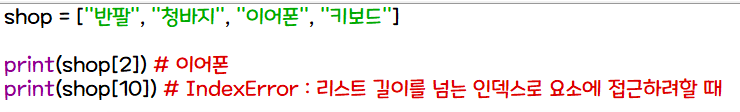 shop = ["반팔", "청바지", "이어폰", "키보드"]
print(shop[2]) # 이어폰
print(shop[10]) # IndexError : 리스트 길이를 넘는 인덱스로 요소에 접근하려할 때